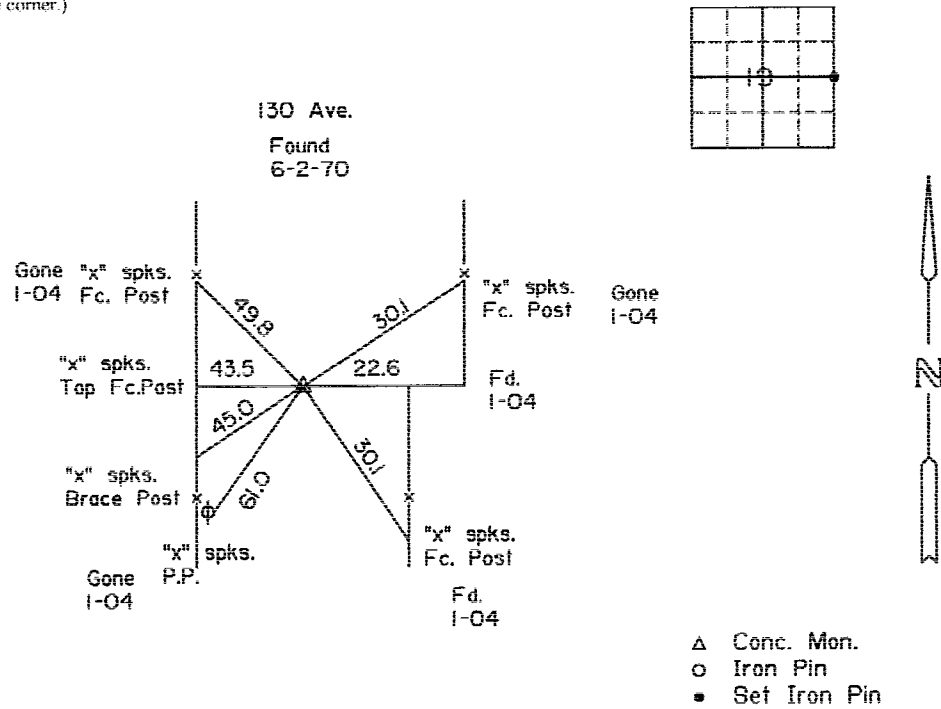 corner.)
130 Ave.
Found
6-2-70
10
Gone "x" spks.
1-04 Fc. Post
49.8
30.1
"x" spks.
Fc. Post
Gone
1-04
"x" spks.
Top Fc.Post
43.5
22.6
Fd.
1-04
45.0
61.0
30.1
"x" spks.
Brace Post
"x" spks.
P.P.
Gone
1-04
"x" spks.
Fc. Post
Fd.
1-04
N
Conc. Mon.
Iron Pin
Set Iron Pin